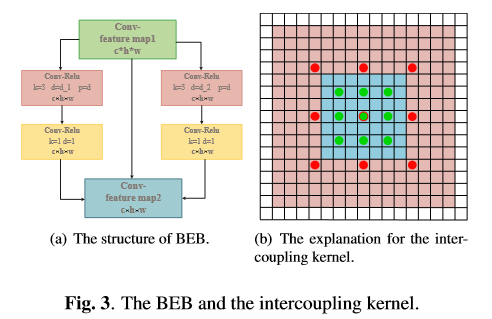 Conv-
feature map1
c*h*w
Conv-Relu
k=3 d=d_1 p=d
c×h×w
Conv-Relu
k=3 d=d_2 p=d
c×h×w
Conv-Relu
k=1 d=1
c×h×w
Conv-Relu
k=1 d=1
c×h×w
Conv-
feature map2
c×h×w
(a) The structure of BEB.
(b) The explanation for the inter-
coupling kernel.
Fig. 3. The BEB and the intercoupling kernel.